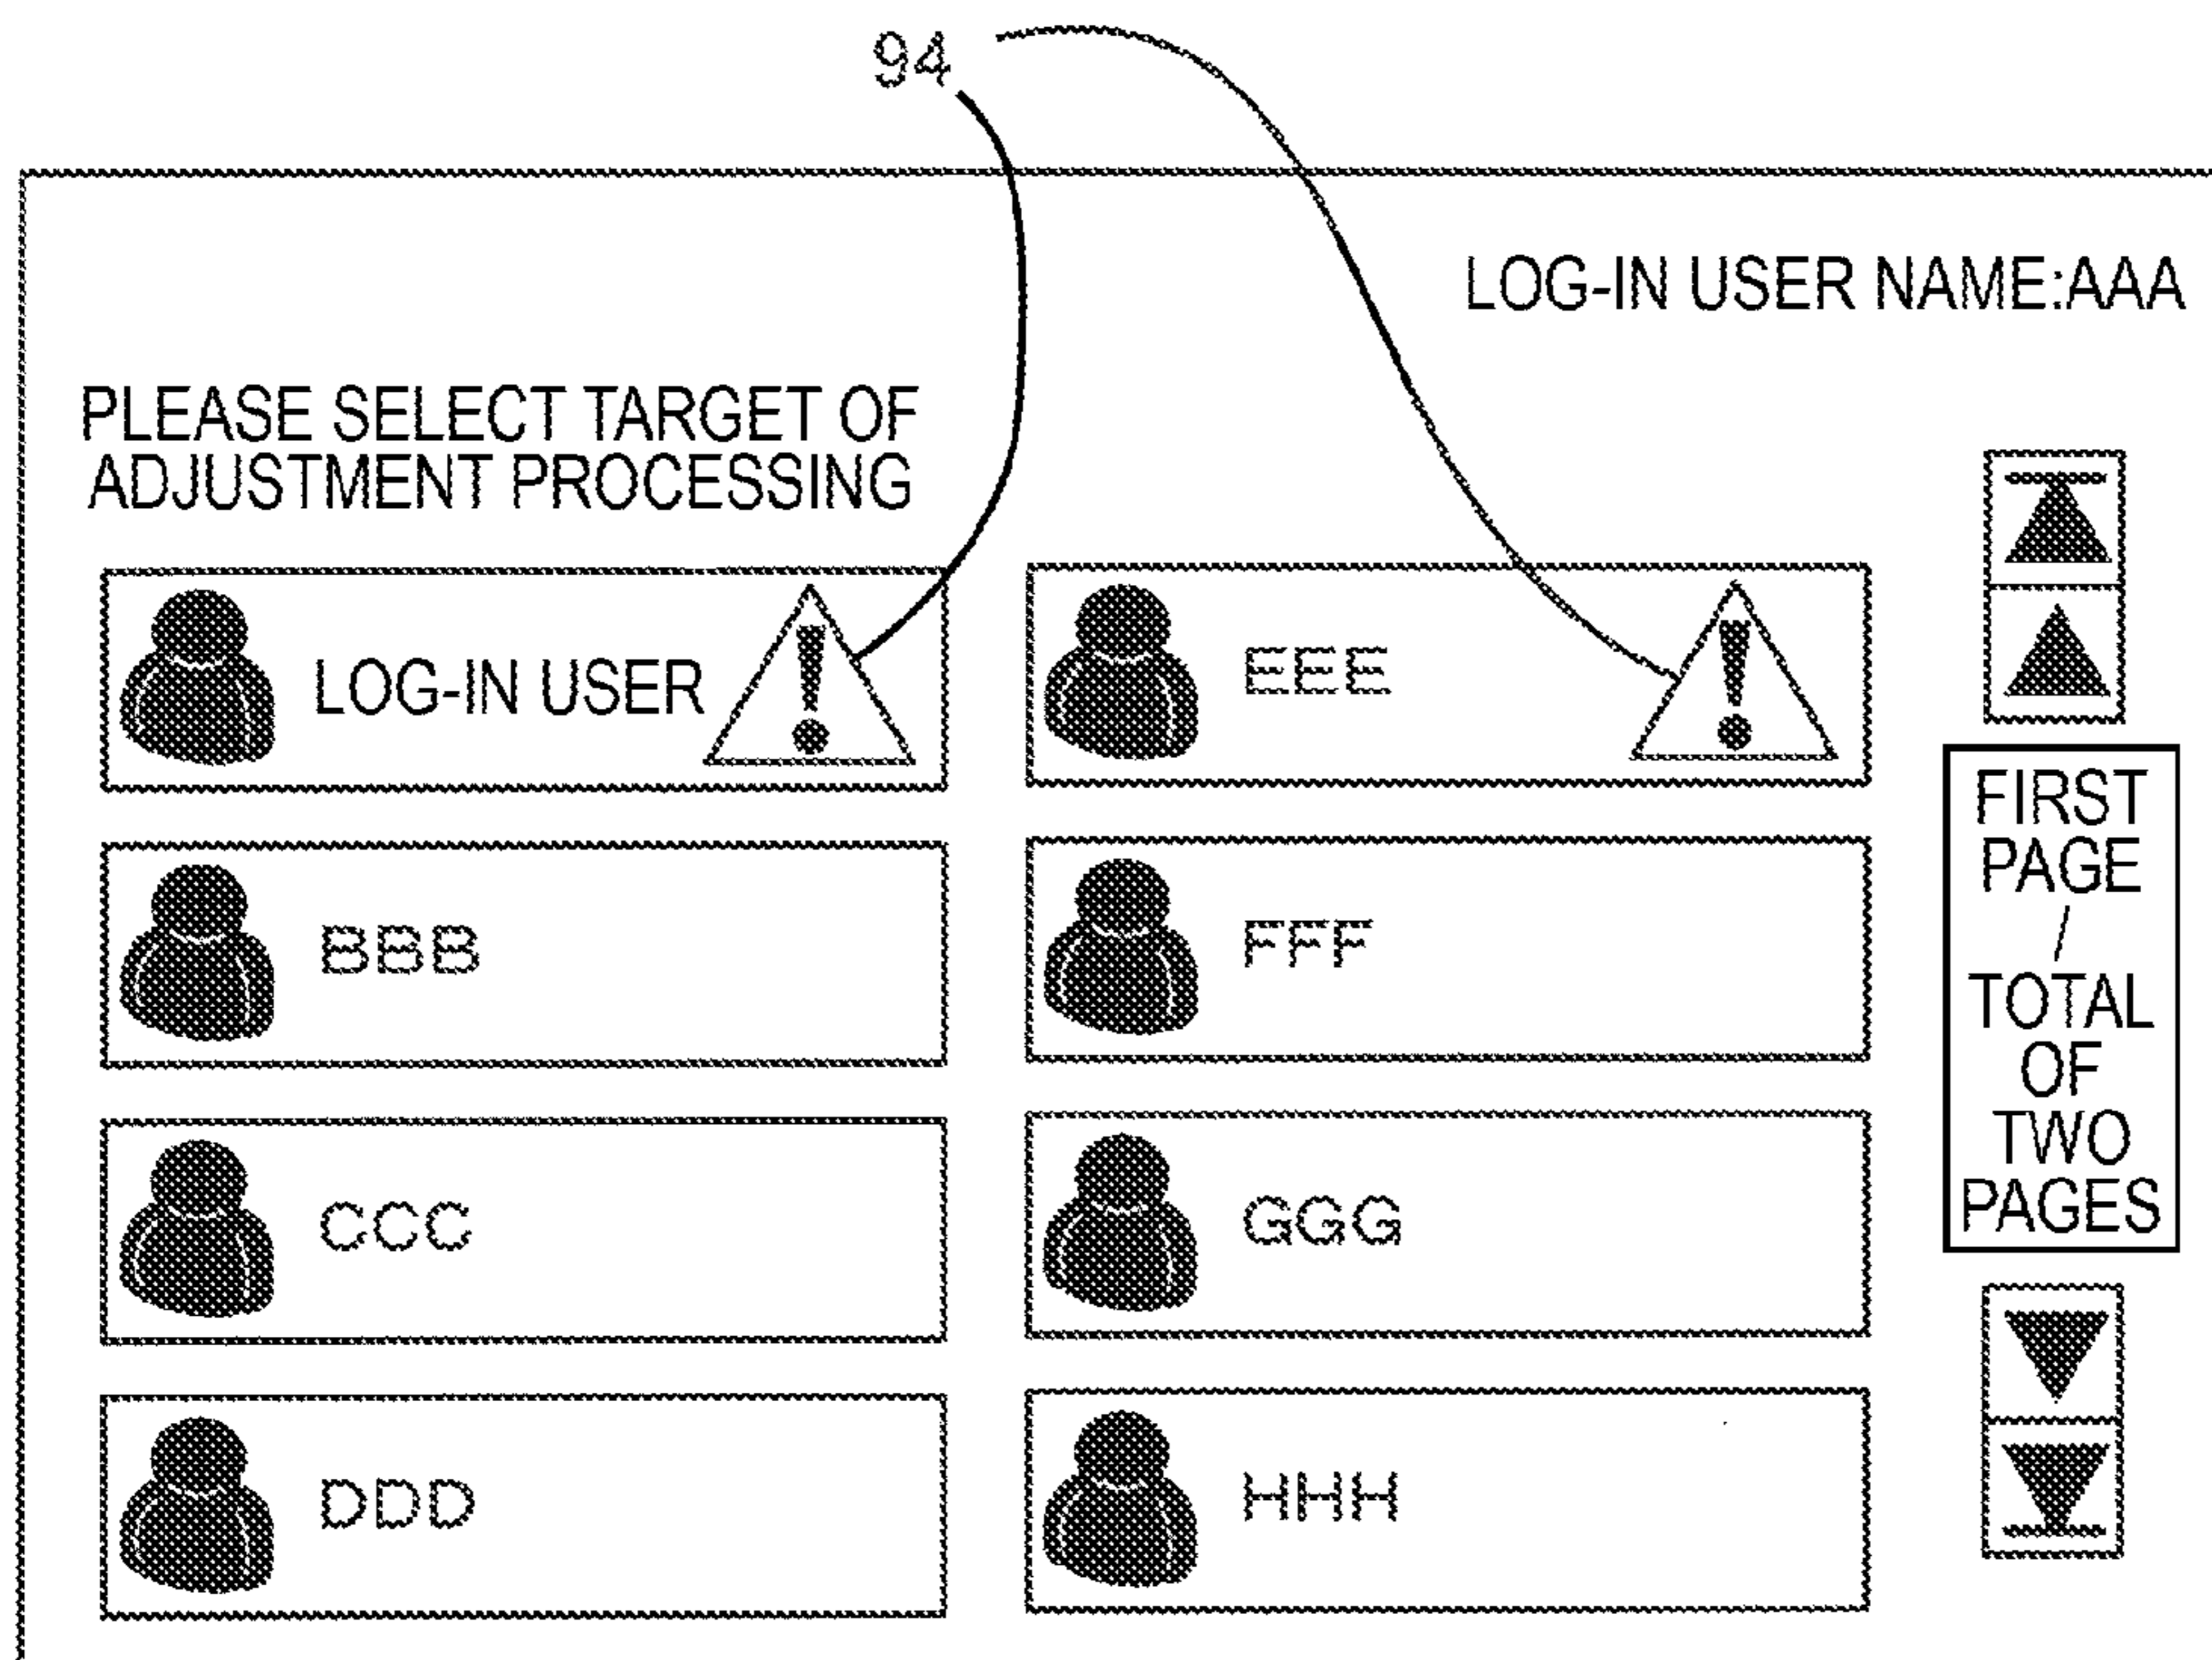 94
LOG-IN USER NAME:AAA
PLEASE SELECT TARGET OF
ADJUSTMENT PROCESSING
LOG-IN USER
EEE
BBB
FFF
CCC
GGG
DDD
HHH
FIRST
PAGE
/
TOTAL
OF
TWO
PAGES